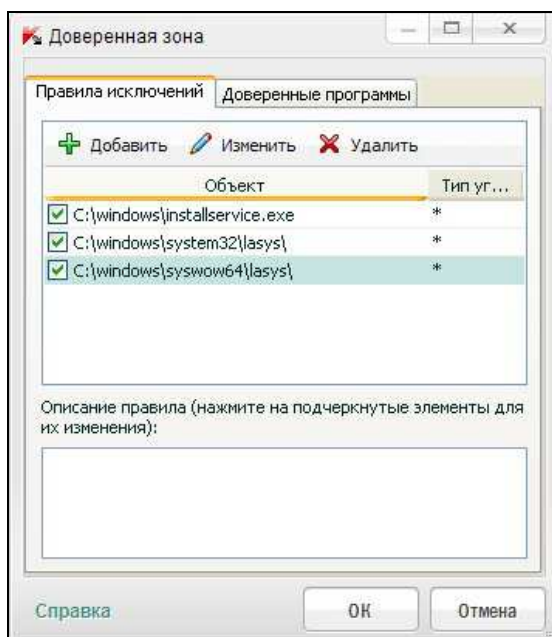 Доверенная зона
Правила исключений Доверенные программы
Добавить Изменить Удалить
Объект Тип уг...
C:\windows\installservice.exe *
C:\windows\system32\lasys\ *
C:\windows\syswow64\lasys\ *
Описание правила (нажмите на подчеркнутые элементы для
их изменения):
Справка ОК Отмена